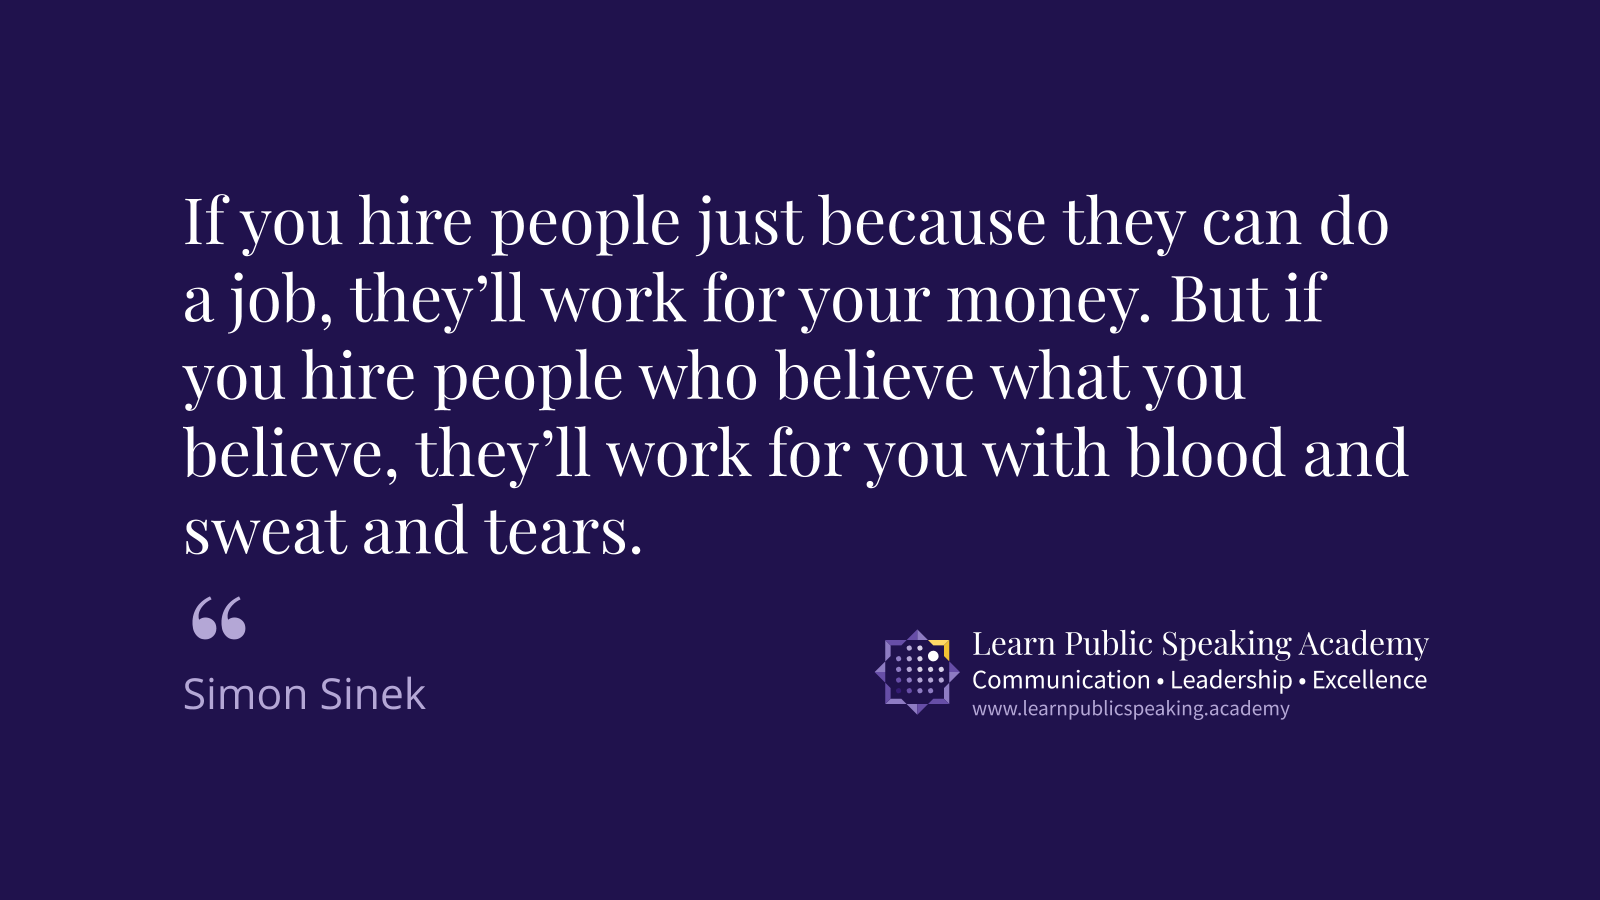 If you hire people just because they can do
a job, they’ll work for your money. But if
you hire people who believe what you
believe, they’ll work for you with blood and
sweat and tears.
“
Simon Sinek
Learn Public Speaking Academy
Communication • Leadership • Excellence
www.learnpublicspeaking.academy